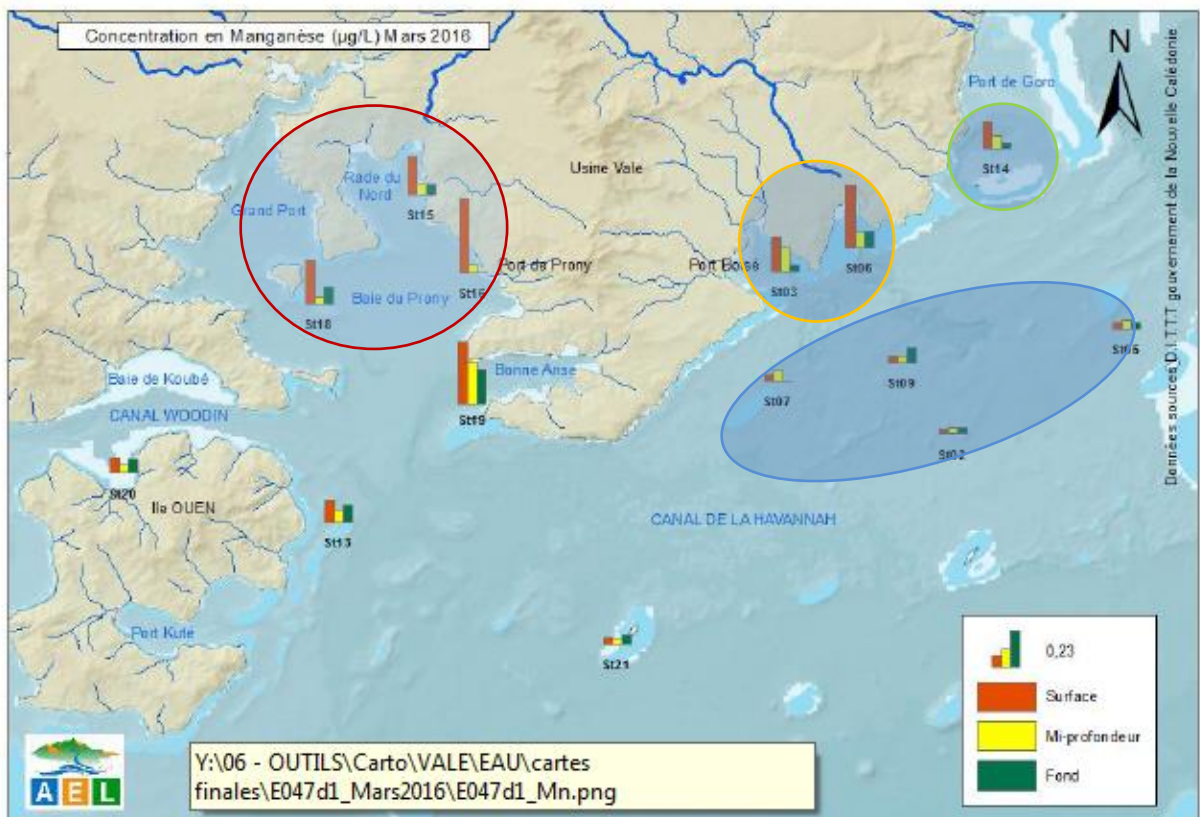 Concentration en Manganèse (µg/L) Mars 2016
N
Port de Goro
St14
Usine Vale
Rade du
Nord
St15
Grand Port
Port de Prony
St16
Port Boisé
St03
St06
Baie du Prony
St18
St05
St09
St07
St02
Bonne Anse
St19
Baie de Koubé
CANAL WOODIN
St20
Ile OUEN
St13
CANAL DE LA HAVANNAH
Port Kuté
St21
0,23
Surface
Mi-profondeur
Fond
AEL
Y:\06 - OUTILS\Carto\VALE\EAU\cartes
finales\E047d1_Mars2016\E047d1_Mn.png
Données sources D.I.T.T.T gouvernement de la Nouvelle Calédonie